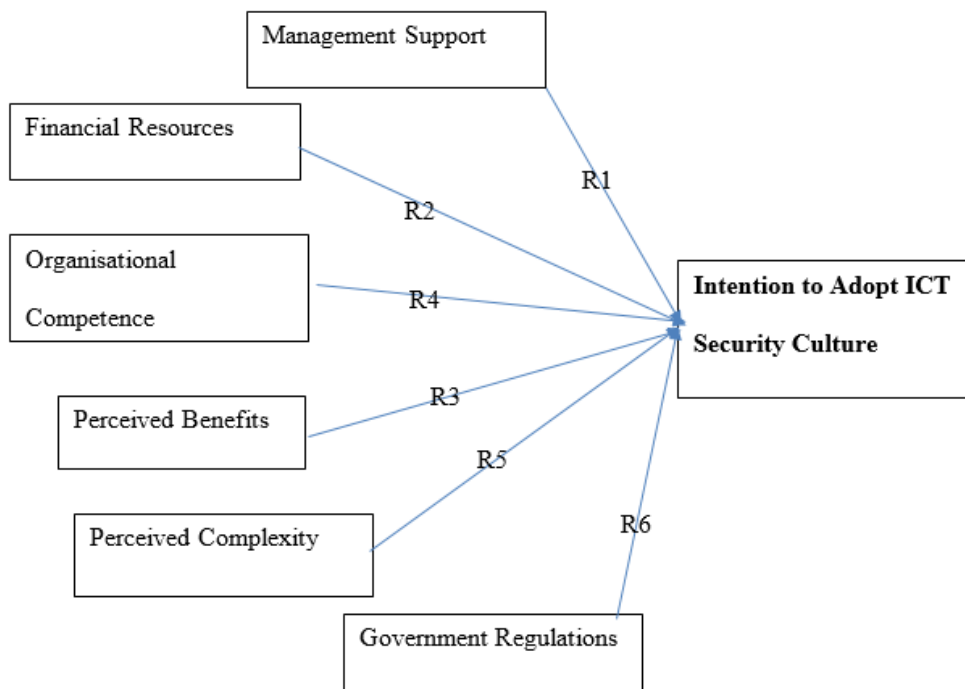 Management Support
Financial Resources
R1
R2
Organisational
Competence
R4
Intention to Adopt ICT
Security Culture
R3
Perceived Benefits
R5
Perceived Complexity
R6
Government Regulations